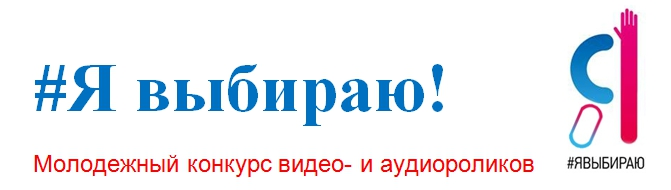 #Я выбираю!
Молодежный конкурс видео- и аудиороликов
#ЯВЫБИРАЮ